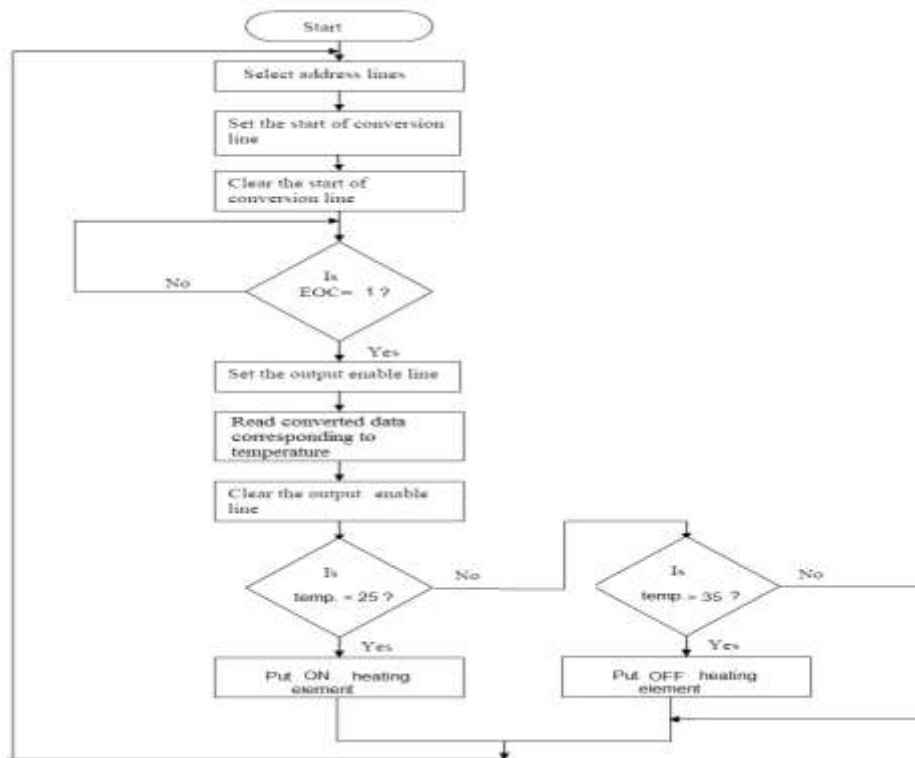 Start
Select address lines
Set the start of conversion
line
Clear the start of
conversion line
Is
EOC= 1 ?
No
Yes
Set the output enable line
Read converted data
corresponding to
temperature
Clear the output enable
line
Is
temp. = 25 ?
No
Yes
Is
temp. = 35 ?
No
Yes
Put ON heating
element
Put OFF heating
element